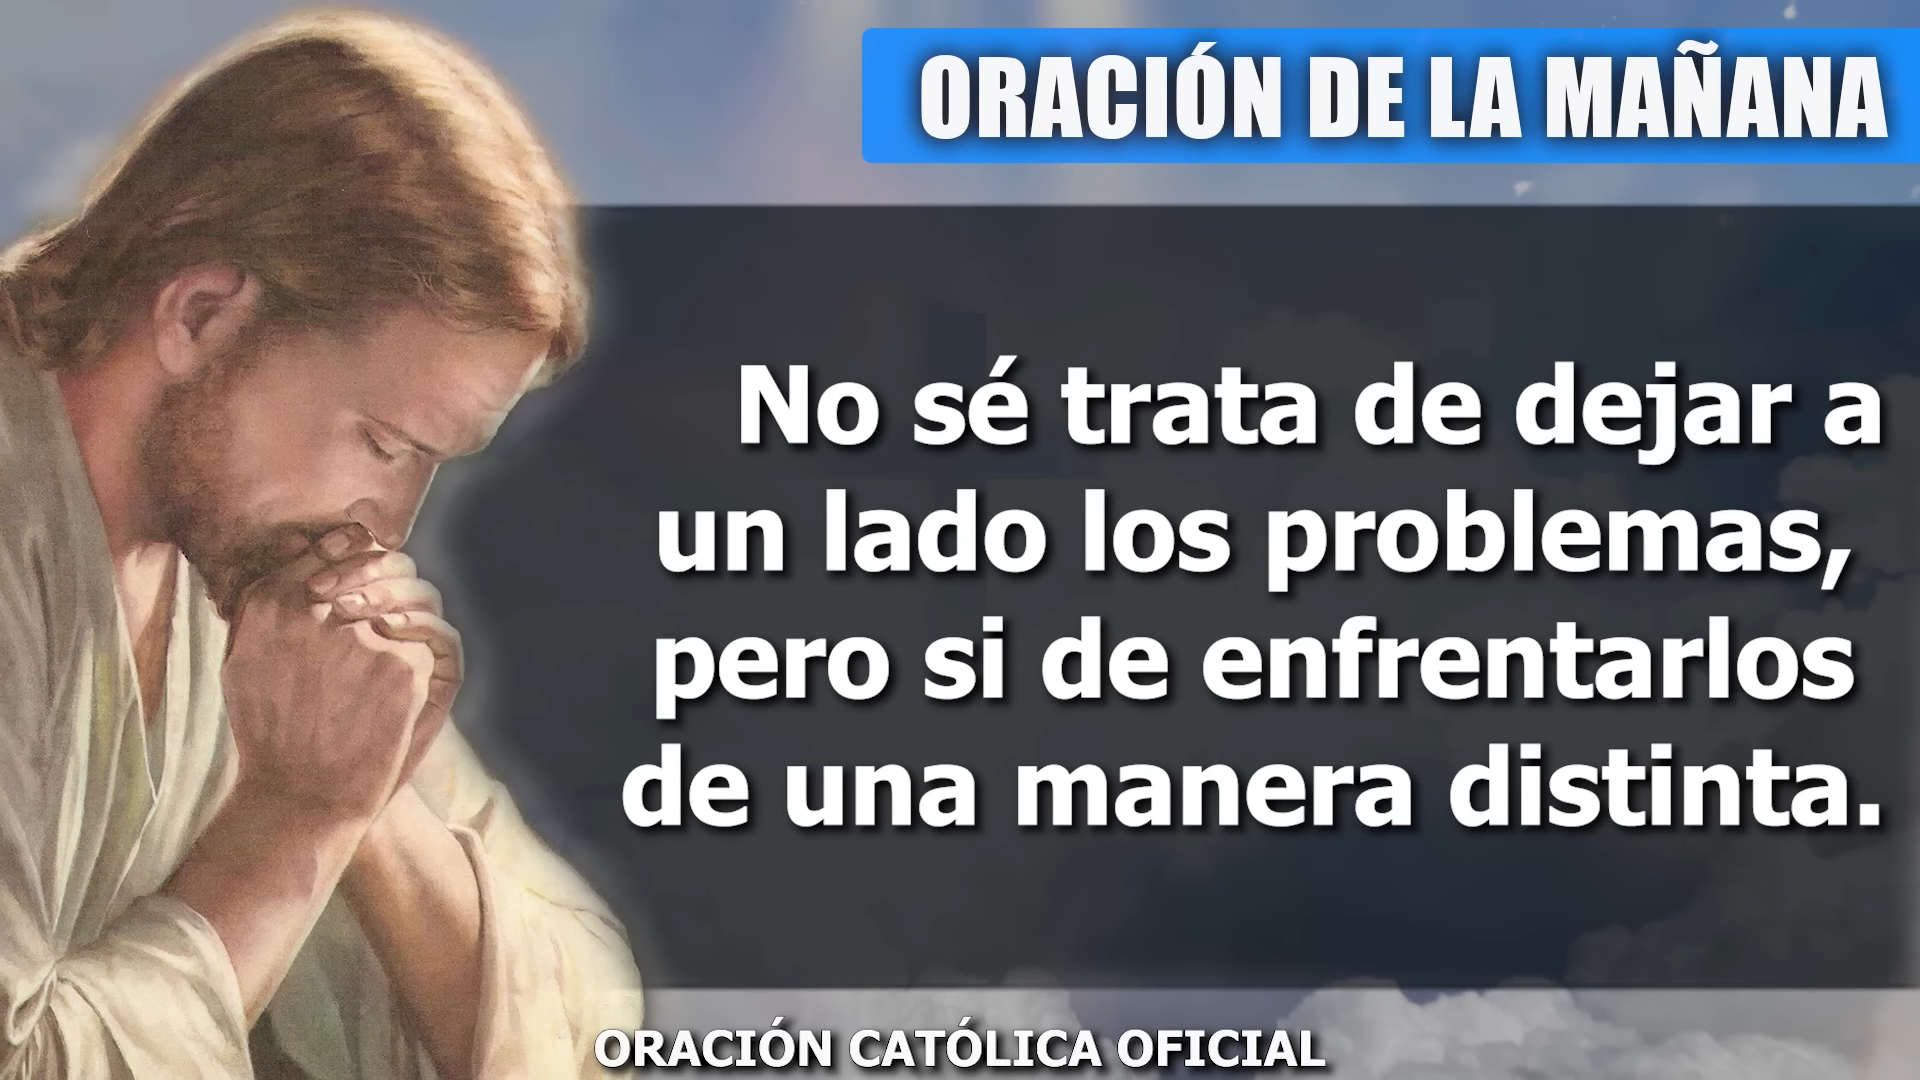 ORACIÓN DE LA MAÑANA
No sé trata de dejar a
un lado los problemas,
pero si de enfrentarlos
de una manera distinta.
ORACIÓN CATÓLICA OFICIAL